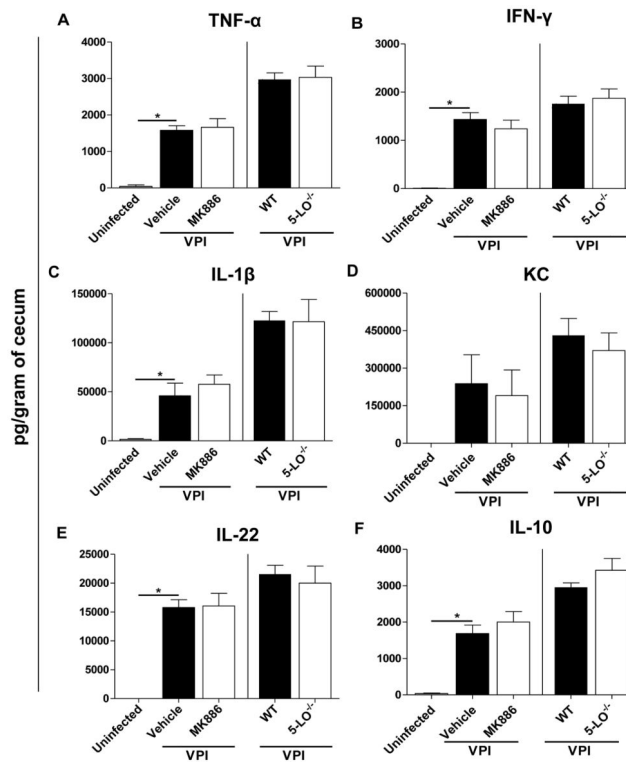 pg/gram of cecum
A
TNF-α
4000
3000
2000
1000
0
*
Uninfected
Vehicle
MK886
WT
5-LO⁻/⁻
VPI
VPI
B
IFN-γ
3000
2000
1000
0
*
Uninfected
Vehicle
MK886
WT
5-LO⁻/⁻
VPI
VPI
C
IL-1β
150000
100000
50000
0
*
Uninfected
Vehicle
MK886
WT
5-LO⁻/⁻
VPI
VPI
D
KC
600000
450000
300000
150000
0
Uninfected
Vehicle
MK886
WT
5-LO⁻/⁻
VPI
VPI
E
IL-22
25000
20000
15000
10000
5000
0
*
Uninfected
Vehicle
MK886
WT
5-LO⁻/⁻
VPI
VPI
F
IL-10
4000
3000
2000
1000
0
*
Uninfected
Vehicle
MK886
WT
5-LO⁻/⁻
VPI
VPI